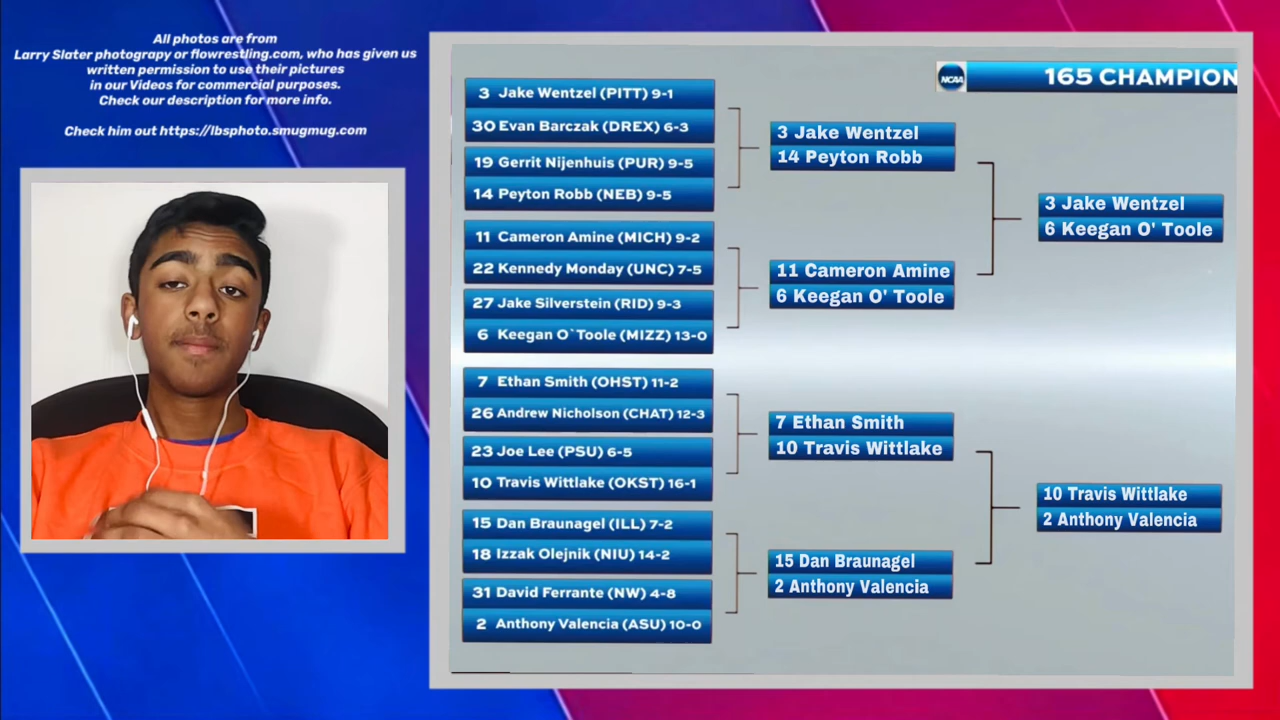 All photos are from
Larry Slater photograpy or flowrestling.com, who has given us
written permission to use their pictures
in our Videos for commercial purposes.
Check our description for more info.
Check him out https://lbsphoto.smugmug.com
NCAA 165 CHAMPION
3 Jake Wentzel (PITT) 9-1
30 Evan Barczak (DREX) 6-3
19 Gerrit Nijenhuis (PUR) 9-5
14 Peyton Robb (NEB) 9-5
11 Cameron Amine (MICH) 9-2
22 Kennedy Monday (UNC) 7-5
27 Jake Silverstein (RID) 9-3
6 Keegan O`Toole (MIZZ) 13-0
7 Ethan Smith (OHST) 11-2
26 Andrew Nicholson (CHAT) 12-3
23 Joe Lee (PSU) 6-5
10 Travis Wittlake (OKST) 16-1
15 Dan Braunagel (ILL) 7-2
18 Izzak Olejnik (NIU) 14-2
31 David Ferrante (NW) 4-8
2 Anthony Valencia (ASU) 10-0
3 Jake Wentzel
14 Peyton Robb
11 Cameron Amine
6 Keegan O' Toole
7 Ethan Smith
10 Travis Wittlake
15 Dan Braunagel
2 Anthony Valencia
3 Jake Wentzel
6 Keegan O' Toole
10 Travis Wittlake
2 Anthony Valencia